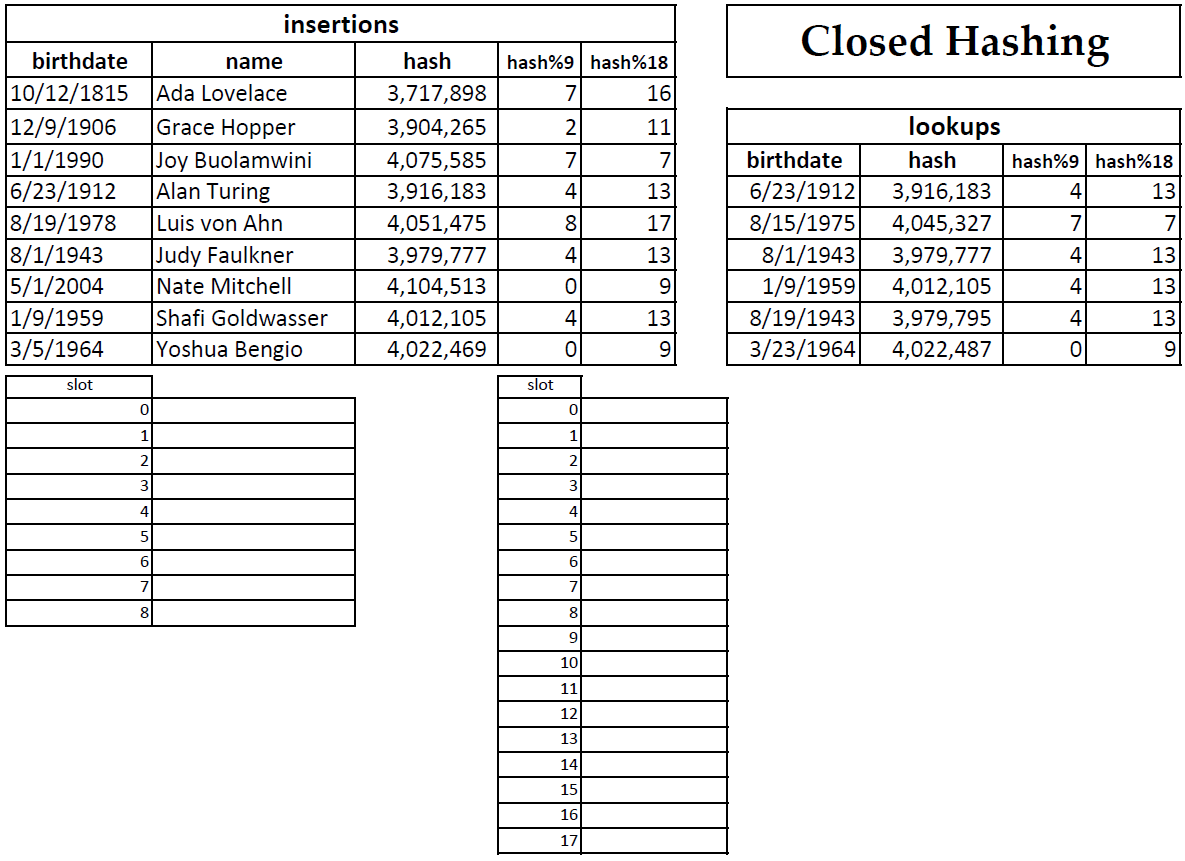 insertions
birthdate name hash hash%9 hash%18
10/12/1815 Ada Lovelace 3,717,898 7 16
12/9/1906 Grace Hopper 3,904,265 2 11
1/1/1990 Joy Buolamwini 4,075,585 7 7
6/23/1912 Alan Turing 3,916,183 4 13
8/19/1978 Luis von Ahn 4,051,475 8 17
8/1/1943 Judy Faulkner 3,979,777 4 13
5/1/2004 Nate Mitchell 4,104,513 0 9
1/9/1959 Shafi Goldwasser 4,012,105 4 13
3/5/1964 Yoshua Bengio 4,022,469 0 9
Closed Hashing
lookups
birthdate hash hash%9 hash%18
6/23/1912 3,916,183 4 13
8/15/1975 4,045,327 7 7
8/1/1943 3,979,777 4 13
1/9/1959 4,012,105 4 13
8/19/1943 3,979,795 4 13
3/23/1964 4,022,487 0 9
slot
0
1
2
3
4
5
6
7
8
slot
0
1
2
3
4
5
6
7
8
9
10
11
12
13
14
15
16
17